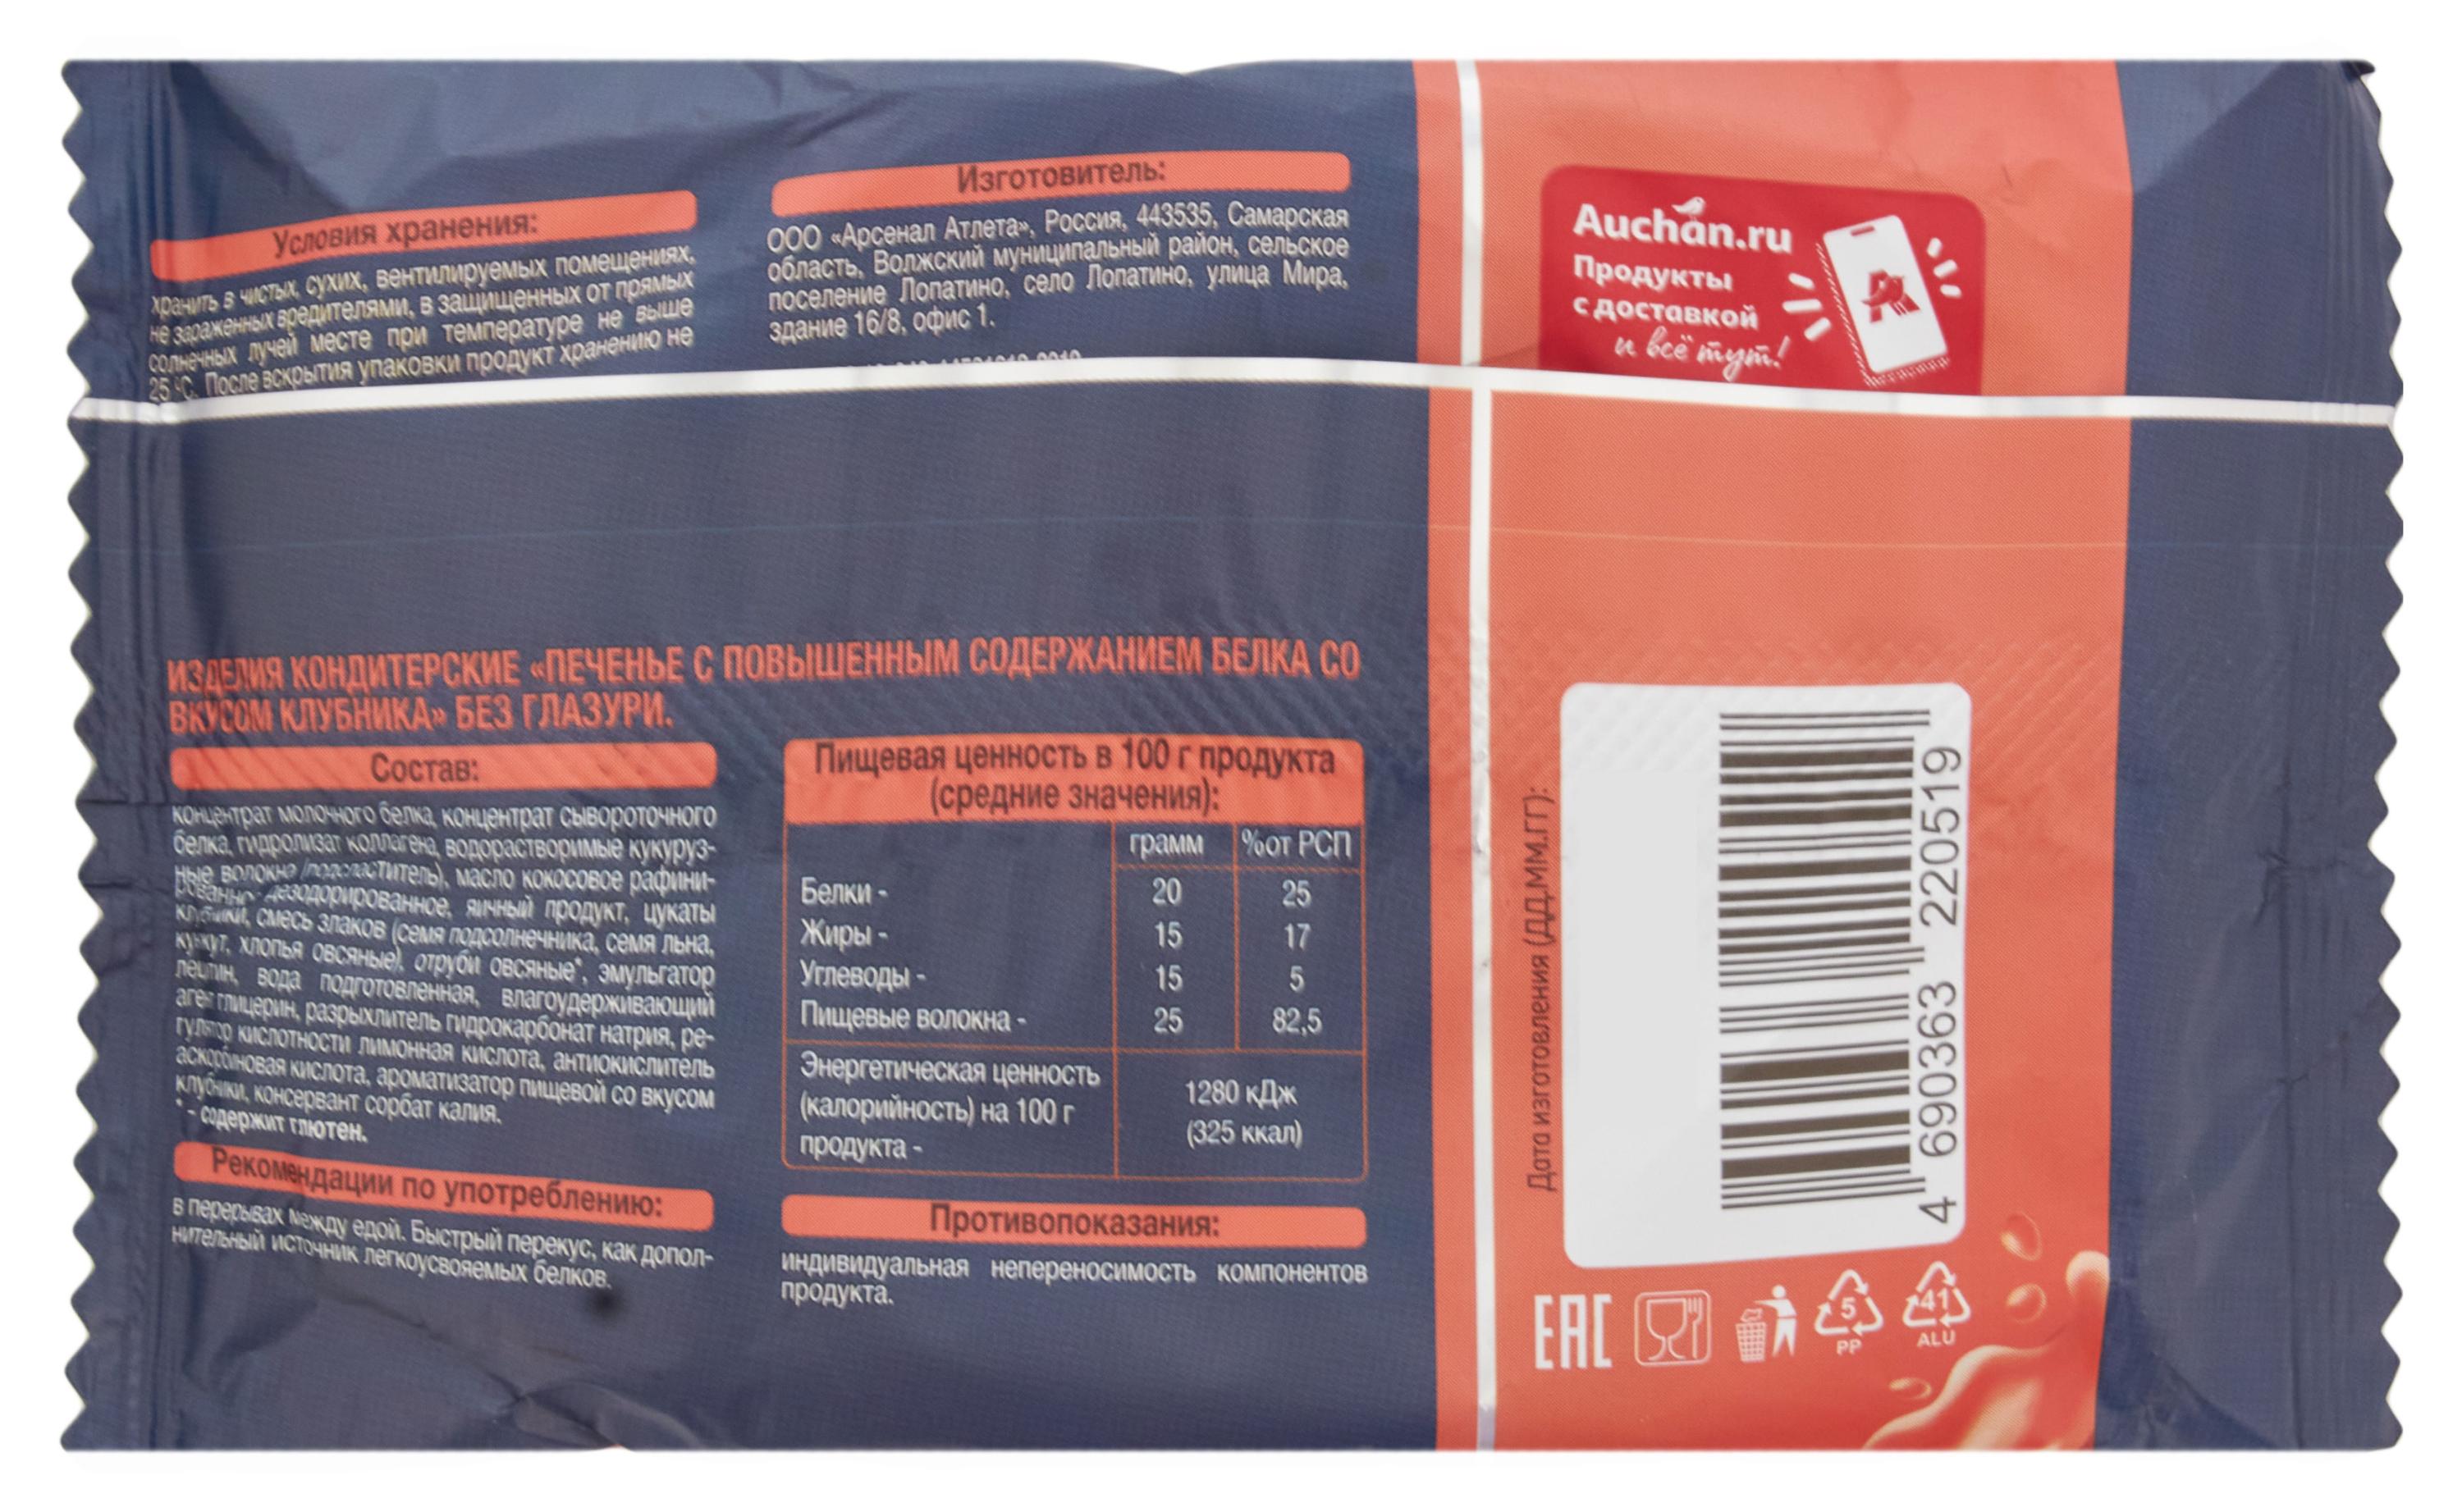 Условия хранения:
хранить в чистых, сухих, вентилируемых помещениях,
не зараженных вредителями, в защищенных от прямых
солнечных лучей месте при температуре не выше
25 °С. После вскрытия упаковки продукт хранению не
Изготовитель:
ООО «Арсенал Атлета», Россия, 443535, Самарская
область, Волжский муниципальный район, сельское
поселение Лопатино, село Лопатино, улица Мира,
здание 16/8, офис 1.
Auchan.ru
Продукты
с доставкой
и всё тут!
ИЗДЕЛИЯ КОНДИТЕРСКИЕ «ПЕЧЕНЬЕ С ПОВЫШЕННЫМ СОДЕРЖАНИЕМ БЕЛКА СО
ВКУСОМ КЛУБНИКА» БЕЗ ГЛАЗУРИ.
Состав:
концентрат молочного белка, концентрат сывороточного
белка, гидролизат коллагена, водорастворимые кукуруз-
ные волокна (подсластитель), масло кокосовое рафини-
дезодорированное, яичный продукт, цукаты
клубники, смесь злаков (семя подсолнечника, семя льна,
кунжут, хлопья овсяные), отруби овсяные*, эмульгатор
лецитин, вода подготовленная, влагоудерживающий
агент глицерин, разрыхлитель гидрокарбонат натрия, ре-
гулятор кислотности лимонная кислота, антиокислитель
аскорбиновая кислота, ароматизатор пищевой со вкусом
клубники, консервант сорбат калия.
* - содержит глютен.
Рекомендации по употреблению:
в перерывах между едой. Быстрый перекус, как допол-
нительный источник легкоусвояемых белков.
Пищевая ценность в 100 г продукта
(средние значения):
грамм %от РСП
Белки - 20 25
Жиры - 15 17
Углеводы - 15 5
Пищевые волокна - 25 82,5
Энергетическая ценность
(калорийность) на 100 г
продукта -
1280 кДж
(325 ккал)
Противопоказания:
индивидуальная непереносимость компонентов
продукта.
Дата изготовления (ДД.ММ.ГГ):
4 690363 220519
EAC
5
PP
41
ALU